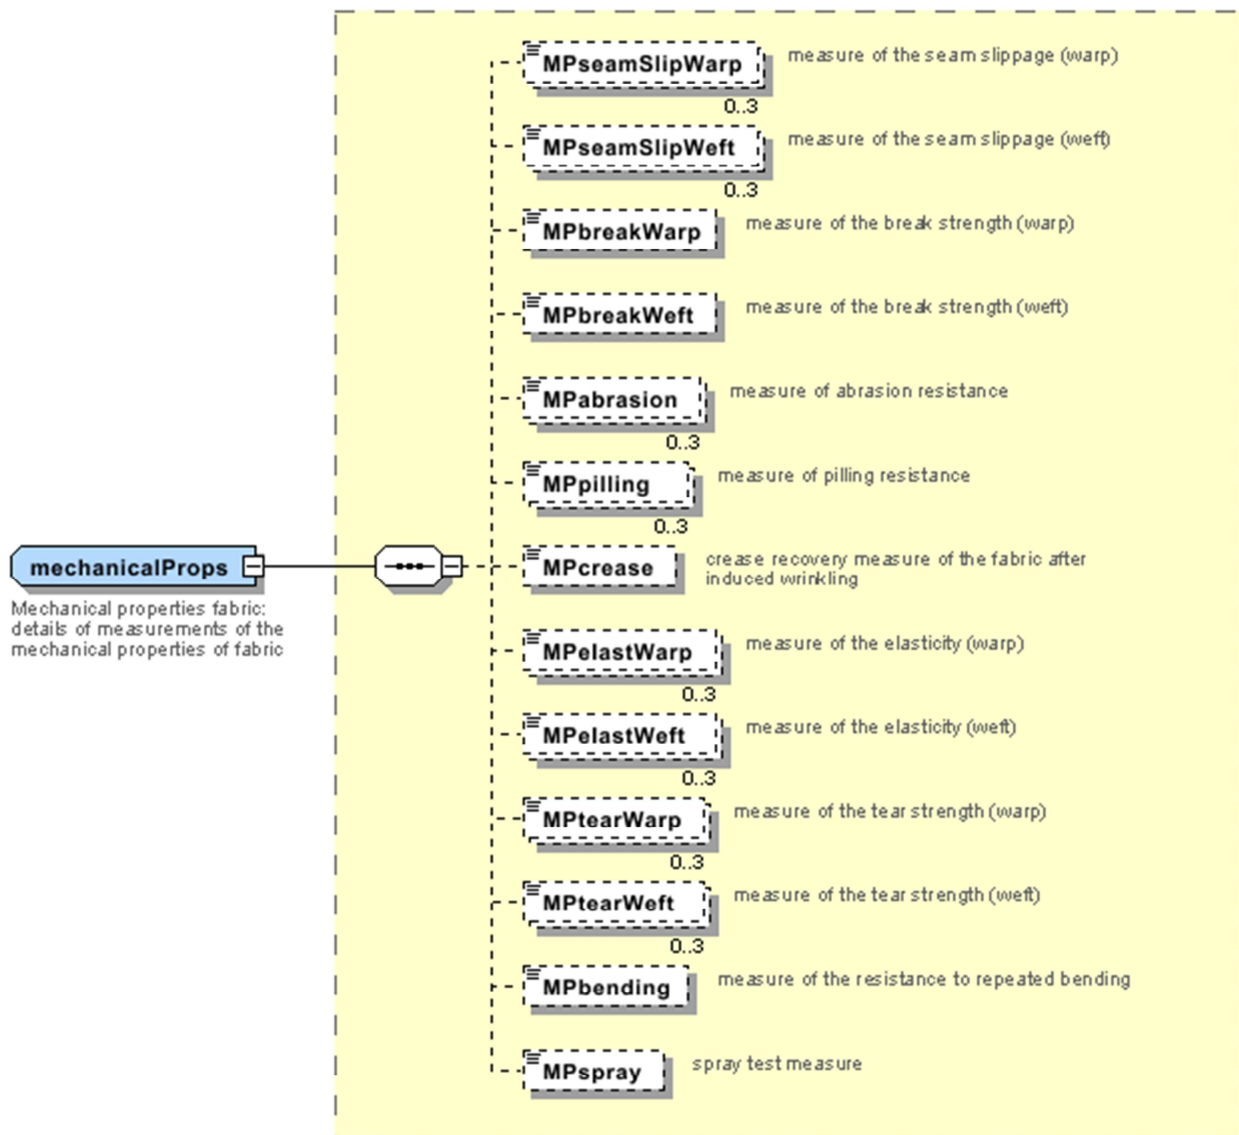 MPseamSlipWarp measure of the seam slippage (warp)
0..3
MPseamSlipWeft measure of the seam slippage (weft)
0..3
MPbreakWarp measure of the break strength (warp)
MPbreakWeft measure of the break strength (weft)
MPabrasion measure of abrasion resistance
0..3
MPpilling measure of pilling resistance
0..3
mechanicalProps
Mechanical properties fabric:
details of measurements of the
mechanical properties of fabric
MPcrease crease recovery measure of the fabric after
induced wrinkling
MPelastWarp measure of the elasticity (warp)
0..3
MPelastWeft measure of the elasticity (weft)
0..3
MPtearWarp measure of the tear strength (warp)
0..3
MPtearWeft measure of the tear strength (weft)
0..3
MPbending measure of the resistance to repeated bending
MPspray spray test measure